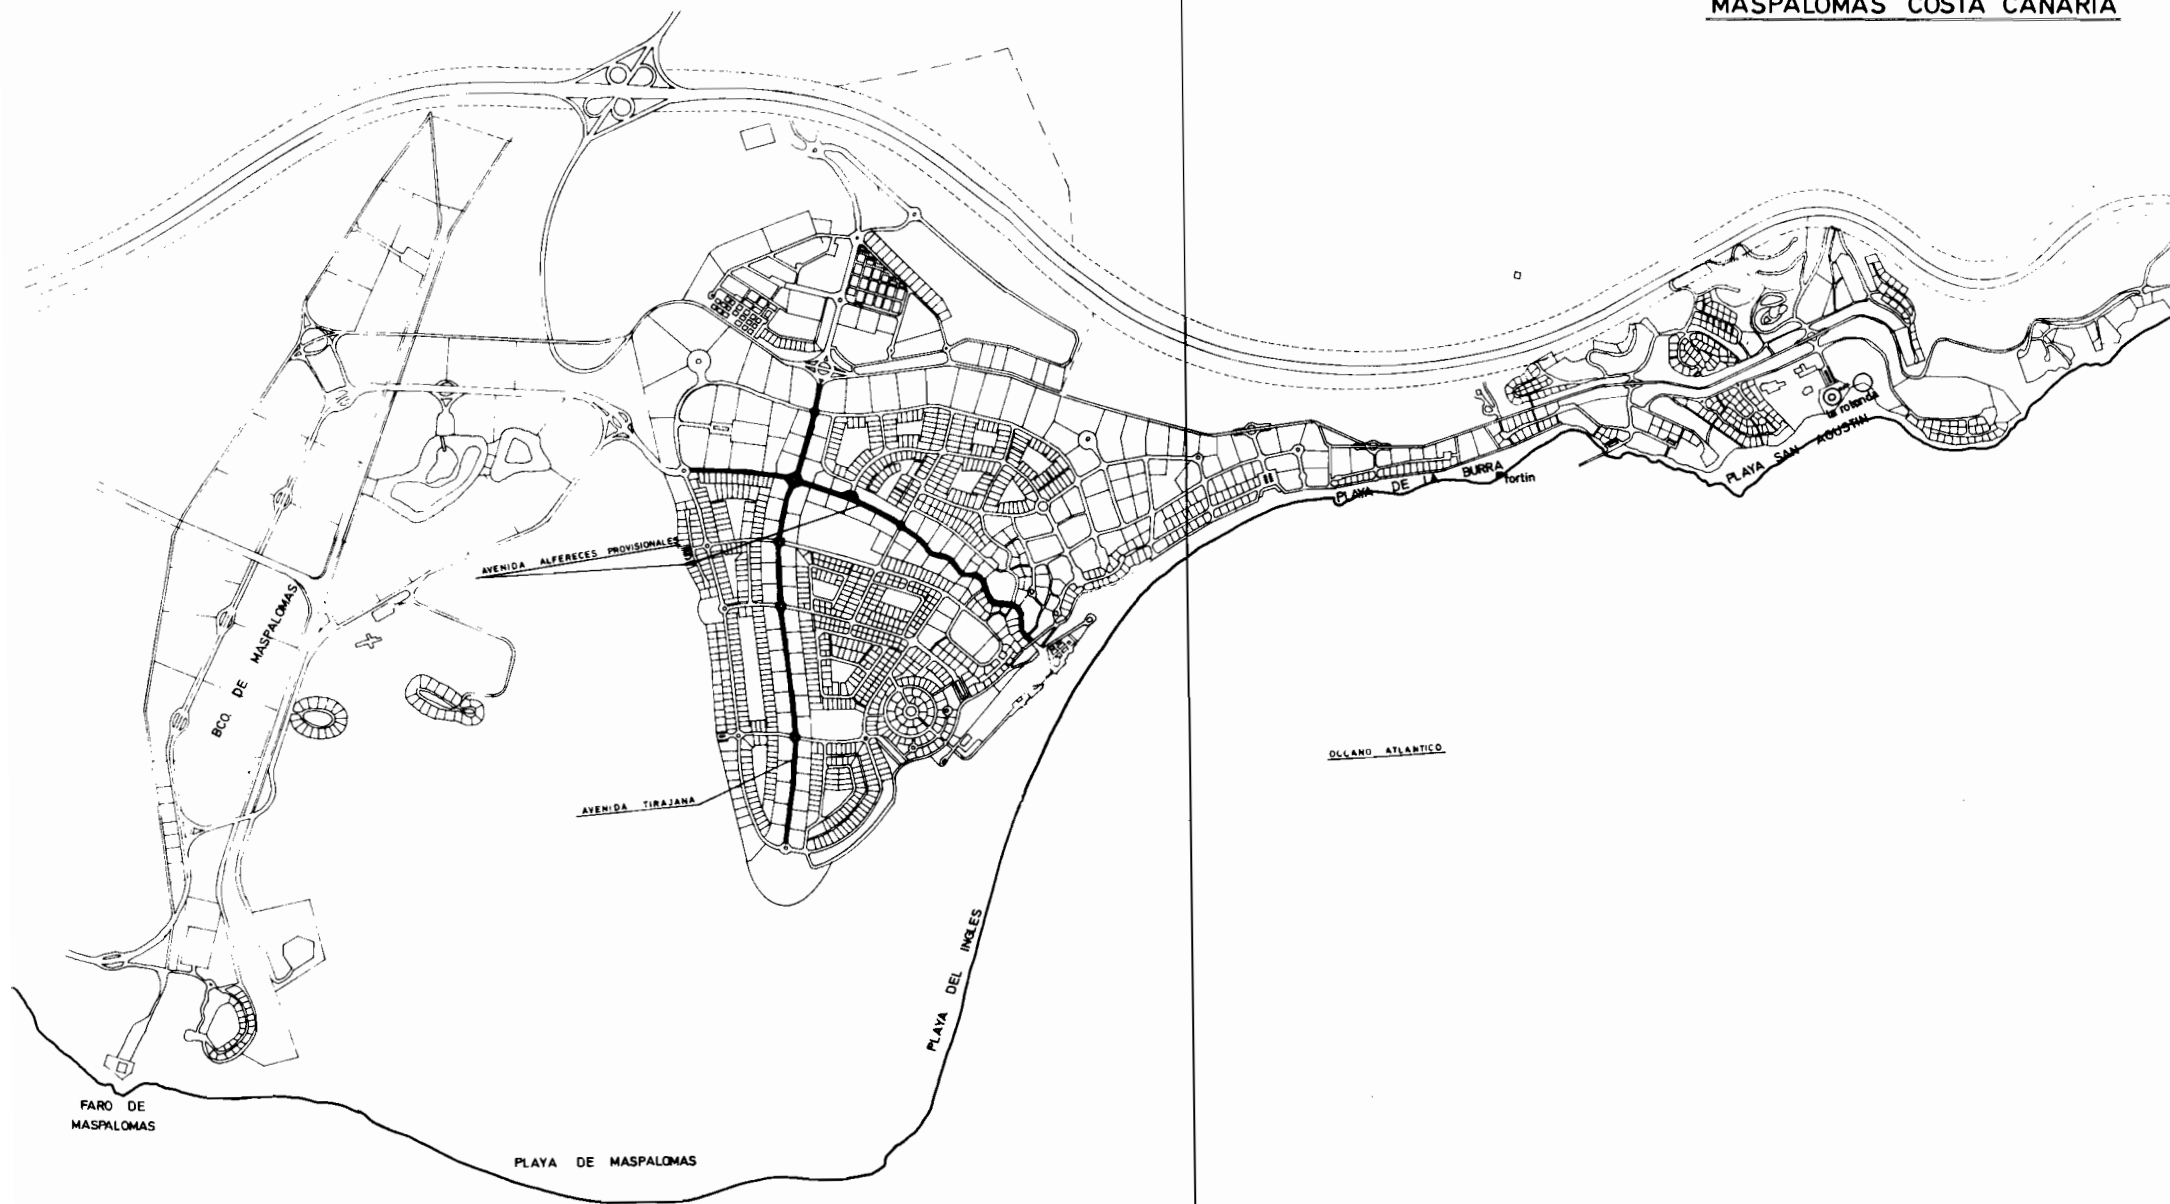 MASPALOMAS COSTA CANARIA
la rotonda
PLAYA SAN AGUSTIN
PLAYA DE LA BURRA
fortin
AVENIDA ALFERECES PROVISIONALES
BCO. DE MASPALOMAS
OCEANO ATLANTICO
AVENIDA TIRAJANA
PLAYA DEL INGLES
FARO DE
MASPALOMAS
PLAYA DE MASPALOMAS